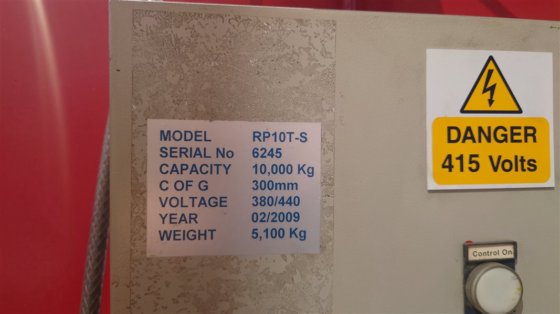 MODEL RP10T-S
SERIAL No 6245
CAPACITY 10,000 Kg
C OF G 300mm
VOLTAGE 380/440
YEAR 02/2009
WEIGHT 5,100 Kg
DANGER
415 Volts
Control On